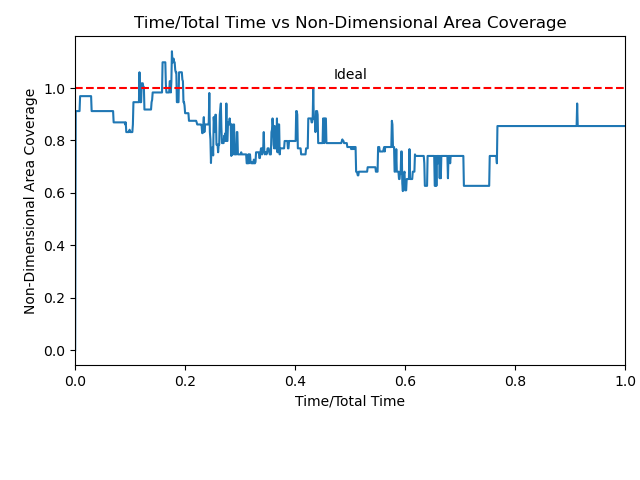 Time/Total Time vs Non-Dimensional Area Coverage
Ideal
Non-Dimensional Area Coverage
1.0
0.8
0.6
0.4
0.2
0.0
0.0 0.2 0.4 0.6 0.8 1.0
Time/Total Time